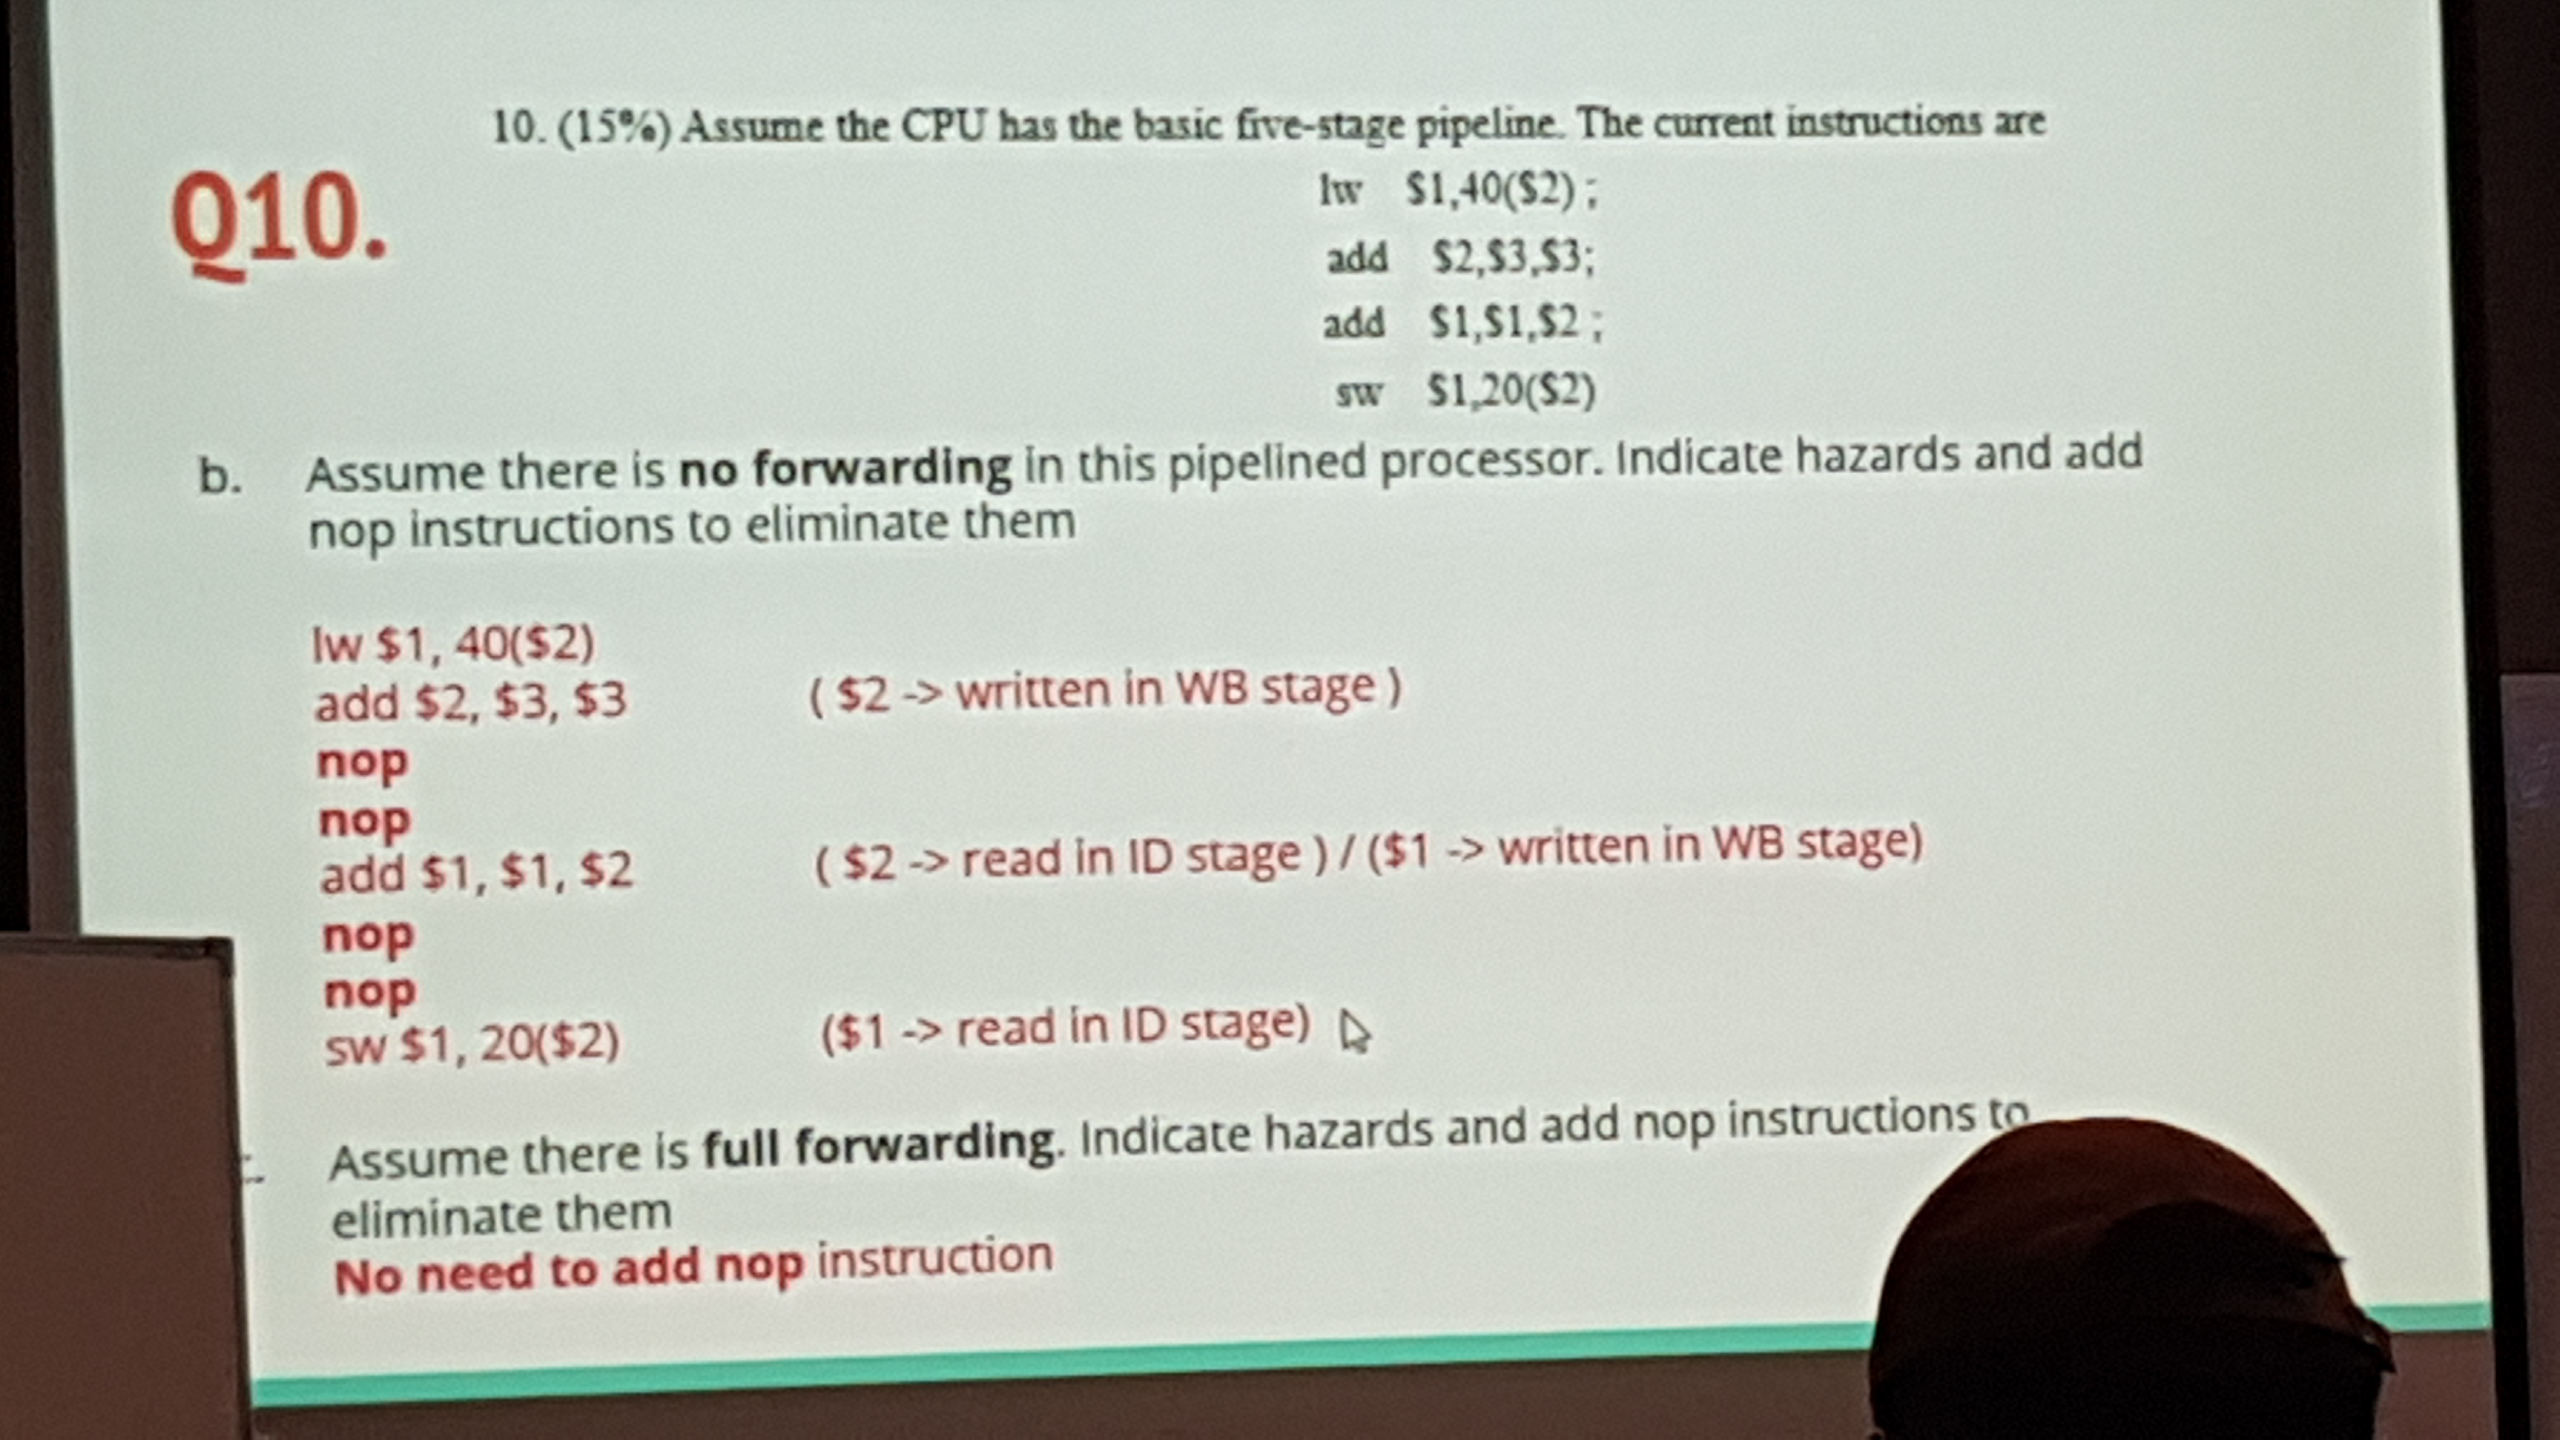 10. (15%) Assume the CPU has the basic five-stage pipeline. The current instructions are
Q10.
lw $1,40($2) ;
add $2,$3,$3;
add $1,$1,$2 ;
sw $1,20($2)
b. Assume there is no forwarding in this pipelined processor. Indicate hazards and add
nop instructions to eliminate them
lw $1, 40($2)
add $2, $3, $3 ( $2 -> written in WB stage )
nop
nop
add $1, $1, $2 ( $2 -> read in ID stage ) / ($1 -> written in WB stage)
nop
nop
sw $1, 20($2) ($1 -> read in ID stage)
Assume there is full forwarding. Indicate hazards and add nop instructions to
eliminate them
No need to add nop instruction